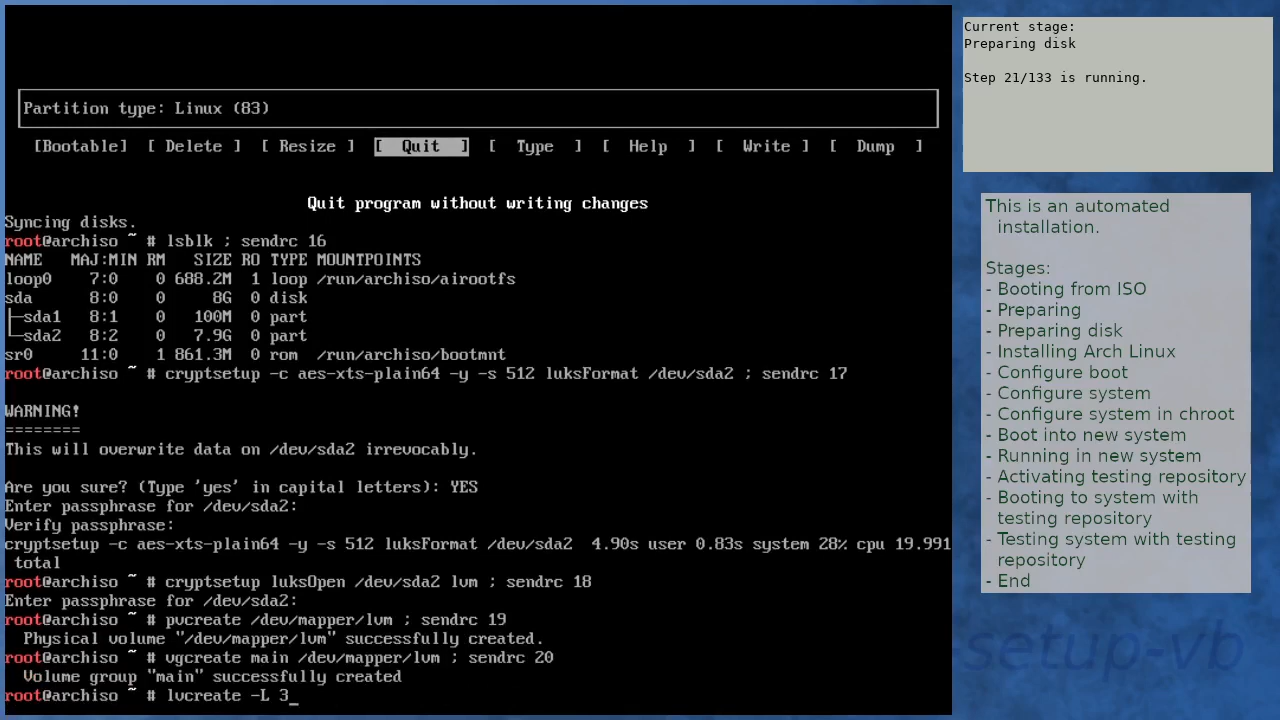 Partition type: Linux (83)
[Bootable] [ Delete ] [ Resize ] [ Quit ] [ Type ] [ Help ] [ Write ] [ Dump ]
Quit program without writing changes
Syncing disks.
root@archiso ~ # lsblk ; sendrc 16
NAME MAJ:MIN RM SIZE RO TYPE MOUNTPOINTS
loop0 7:0 0 688.2M 1 loop /run/archiso/airootfs
sda 8:0 0 8G 0 disk
├─sda1 8:1 0 100M 0 part
└─sda2 8:2 0 7.9G 0 part
sr0 11:0 1 861.3M 0 rom /run/archiso/bootmnt
root@archiso ~ # cryptsetup -c aes-xts-plain64 -y -s 512 luksFormat /dev/sda2 ; sendrc 17
WARNING!
========
This will overwrite data on /dev/sda2 irrevocably.
Are you sure? (Type 'yes' in capital letters): YES
Enter passphrase for /dev/sda2:
Verify passphrase:
cryptsetup -c aes-xts-plain64 -y -s 512 luksFormat /dev/sda2 4.90s user 0.83s system 28% cpu 19.991
total
root@archiso ~ # cryptsetup luksOpen /dev/sda2 lvm ; sendrc 18
Enter passphrase for /dev/sda2:
root@archiso ~ # pvcreate /dev/mapper/lvm ; sendrc 19
Physical volume "/dev/mapper/lvm" successfully created.
root@archiso ~ # vgcreate main /dev/mapper/lvm ; sendrc 20
Volume group "main" successfully created
root@archiso ~ # lvcreate -L 3_
Current stage:
Preparing disk
Step 21/133 is running.
This is an automated
installation.
Stages:
- Booting from ISO
- Preparing
- Preparing disk
- Installing Arch Linux
- Configure boot
- Configure system
- Configure system in chroot
- Boot into new system
- Running in new system
- Activating testing repository
- Booting to system with
testing repository
- Testing system with testing
repository
- End
setup-vb